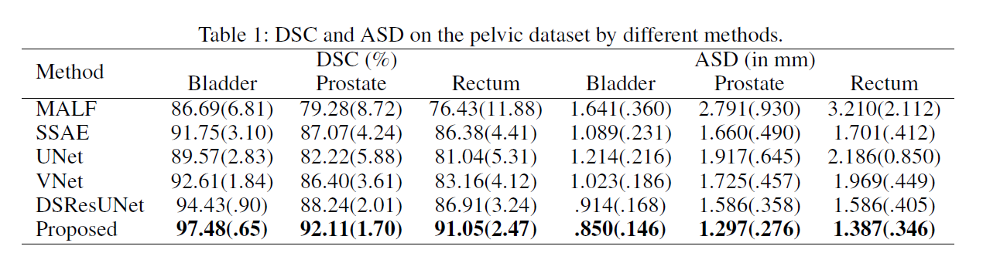 Table 1: DSC and ASD on the pelvic dataset by different methods.
Method DSC (%) ASD (in mm)
Bladder Prostate Rectum Bladder Prostate Rectum
MALF 86.69(6.81) 79.28(8.72) 76.43(11.88) 1.641(.360) 2.791(.930) 3.210(2.112)
SSAE 91.75(3.10) 87.07(4.24) 86.38(4.41) 1.089(.231) 1.660(.490) 1.701(.412)
UNet 89.57(2.83) 82.22(5.88) 81.04(5.31) 1.214(.216) 1.917(.645) 2.186(0.850)
VNet 92.61(1.84) 86.40(3.61) 83.16(4.12) 1.023(.186) 1.725(.457) 1.969(.449)
DSResUNet 94.43(.90) 88.24(2.01) 86.91(3.24) .914(.168) 1.586(.358) 1.586(.405)
Proposed 97.48(.65) 92.11(1.70) 91.05(2.47) .850(.146) 1.297(.276) 1.387(.346)